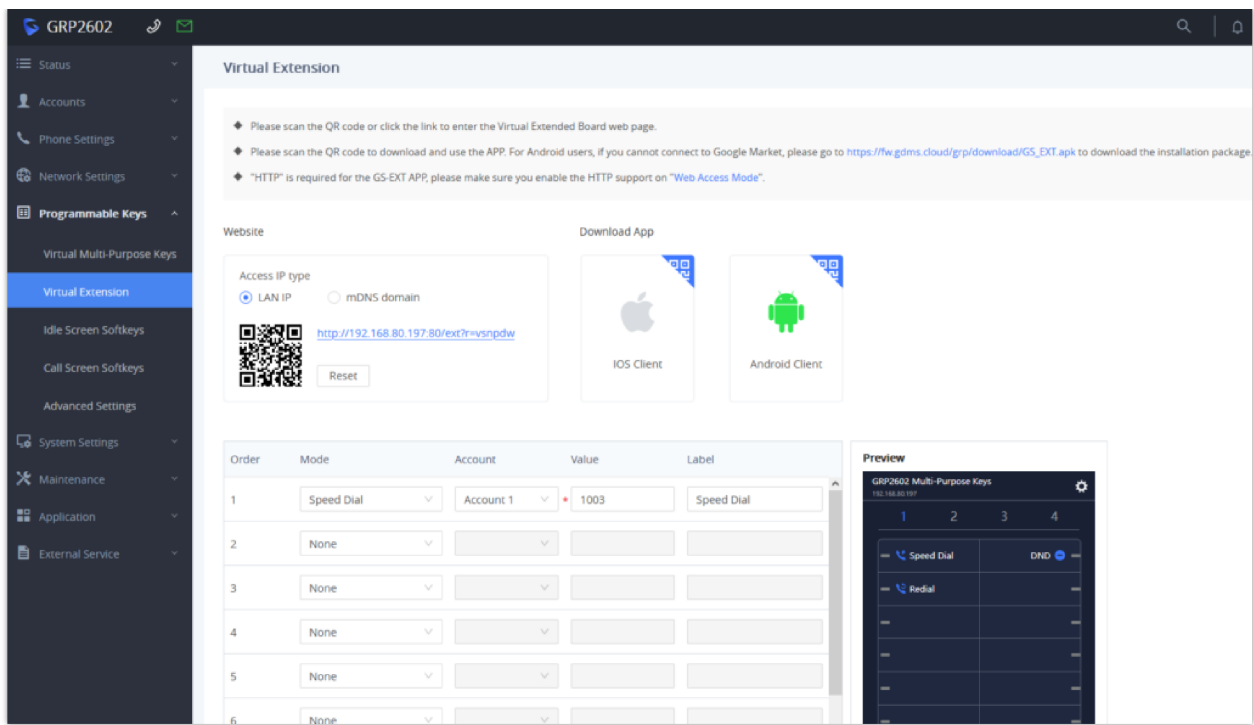 GRP2602
Status
Accounts
Phone Settings
Network Settings
Programmable Keys
Virtual Multi-Purpose Keys
Virtual Extension
Idle Screen Softkeys
Call Screen Softkeys
Advanced Settings
System Settings
Maintenance
Application
External Service
Virtual Extension
Please scan the QR code or click the link to enter the Virtual Extended Board web page.
Please scan the QR code to download and use the APP. For Android users, if you cannot connect to Google Market, please go to https://fw.gdms.cloud/grp/download/GS_EXT.apk to download the installation package.
"HTTP" is required for the GS-EXT APP, please make sure you enable the HTTP support on "Web Access Mode".
Website
Access IP type
LAN IP mDNS domain
http://192.168.80.197:80/ext?r=vsnpdw
Reset
Download App
IOS Client
Android Client
Order Mode Account Value Label
1 Speed Dial Account 1 * 1003 Speed Dial
2 None
3 None
4 None
5 None
6 None
Preview
GRP2602 Multi-Purpose Keys
192.168.80.197
1 2 3 4
Speed Dial DND
Redial